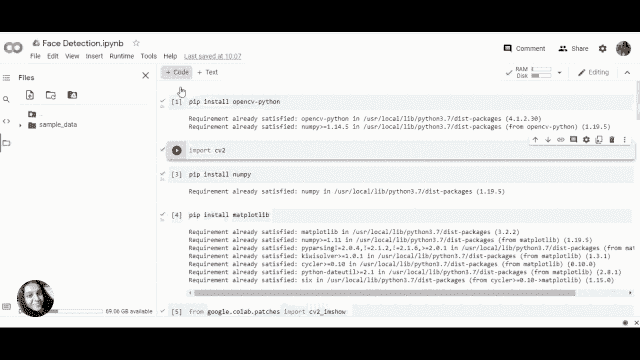 Face Detection.ipynb
File Edit View Insert Runtime Tools Help Last saved at 10:07
Comment Share
Files
+ Code + Text
RAM
Disk
Editing
..
sample_data
[1] pip install opencv-python
Requirement already satisfied: opencv-python in /usr/local/lib/python3.7/dist-packages (4.1.2.30)
Requirement already satisfied: numpy>=1.14.5 in /usr/local/lib/python3.7/dist-packages (from opencv-python) (1.19.5)
import cv2
[3] pip install numpy
Requirement already satisfied: numpy in /usr/local/lib/python3.7/dist-packages (1.19.5)
[4] pip install matplotlib
Requirement already satisfied: matplotlib in /usr/local/lib/python3.7/dist-packages (3.2.2)
Requirement already satisfied: numpy>=1.11 in /usr/local/lib/python3.7/dist-packages (from matplotlib) (1.19.5)
Requirement already satisfied: pyparsing!=2.0.4,!=2.1.2,!=2.1.6,>=2.0.1 in /usr/local/lib/python3.7/dist-packages (from mat
Requirement already satisfied: kiwisolver>=1.0.1 in /usr/local/lib/python3.7/dist-packages (from matplotlib) (1.3.1)
Requirement already satisfied: cycler>=0.10 in /usr/local/lib/python3.7/dist-packages (from matplotlib) (0.10.0)
Requirement already satisfied: python-dateutil>=2.1 in /usr/local/lib/python3.7/dist-packages (from matplotlib) (2.8.1)
Requirement already satisfied: six in /usr/local/lib/python3.7/dist-packages (from cycler>=0.10->matplotlib) (1.15.0)
69.06 GB available
[5] from google.colab.patches import cv2_imshow